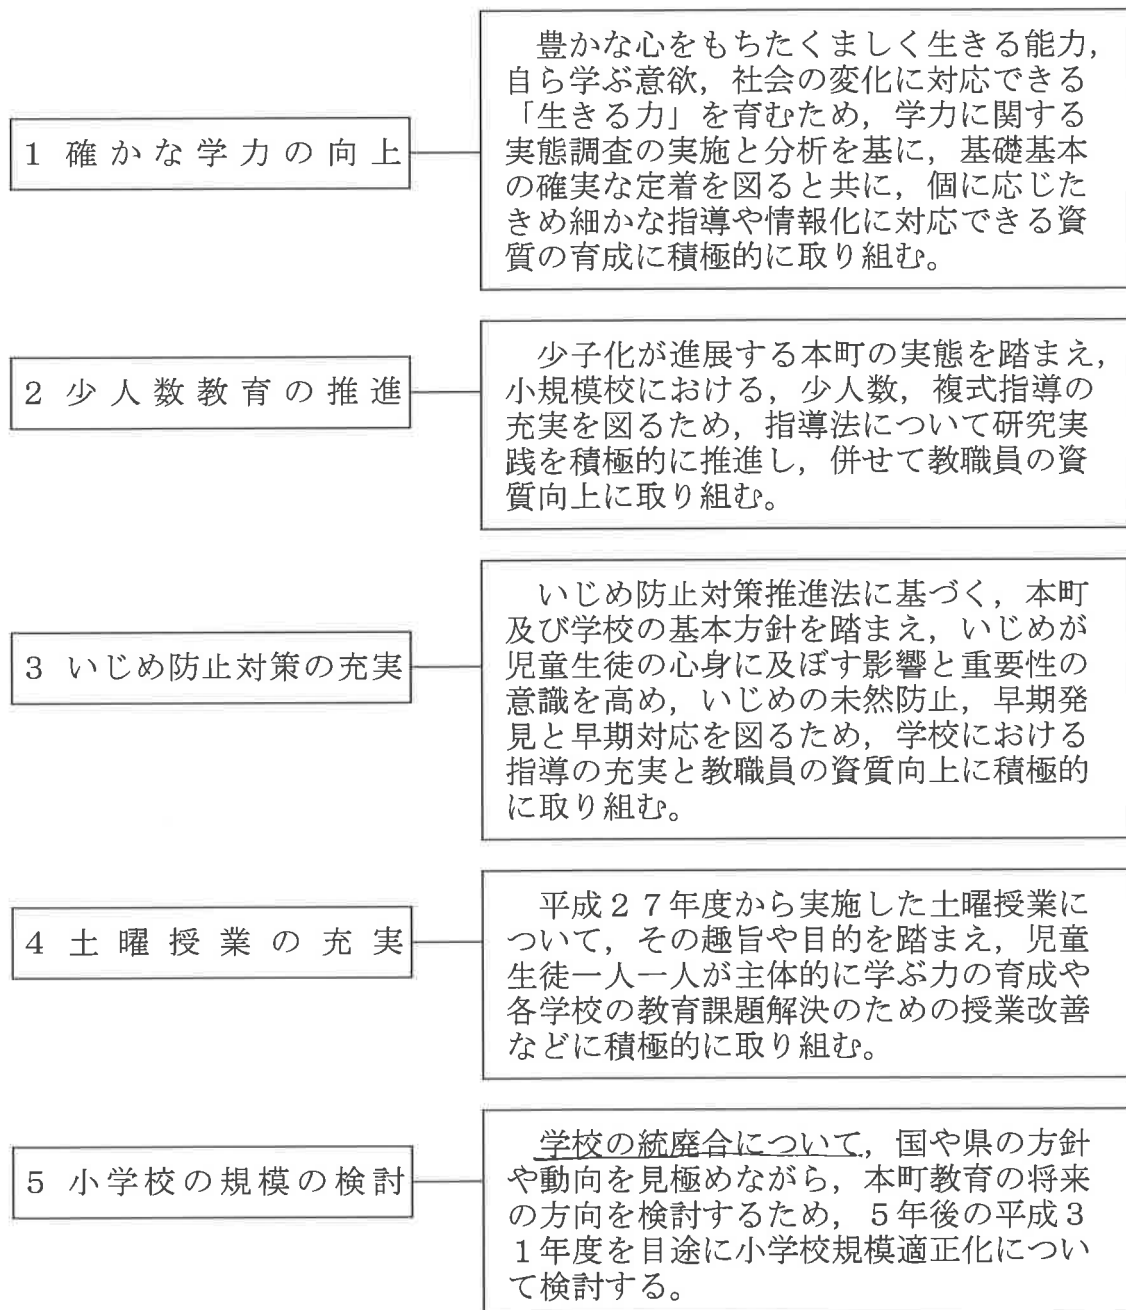 1 確かな学力の向上
豊かな心をもちたくましく生きる能力，
自ら学ぶ意欲，社会の変化に対応できる
「生きる力」を育むため，学力に関する
実態調査の実施と分析を基に，基礎基本
の確実な定着を図ると共に，個に応じた
きめ細かな指導や情報化に対応できる資
質の育成に積極的に取り組む。
2 少人数教育の推進
少子化が進展する本町の実態を踏まえ，
小規模校における，少人数，複式指導の
充実を図るため，指導法について研究実
践を積極的に推進し，併せて教職員の資
質向上に取り組む。
3 いじめ防止対策の充実
いじめ防止対策推進法に基づく，本町
及び学校の基本方針を踏まえ，いじめが
児童生徒の心身に及ぼす影響と重要性の
意識を高め，いじめの未然防止，早期発
見と早期対応を図るため，学校における
指導の充実と教職員の資質向上に積極的
に取り組む。
4 土曜授業の充実
平成２７年度から実施した土曜授業に
ついて，その趣旨や目的を踏まえ，児童
生徒一人一人が主体的に学ぶ力の育成や
各学校の教育課題解決のための授業改善
などに積極的に取り組む。
5 小学校の規模の検討
学校の統廃合について，国や県の方針
や動向を見極めながら，本町教育の将来
の方向を検討するため，５年後の平成３
１年度を目途に小学校規模適正化につい
て検討する。